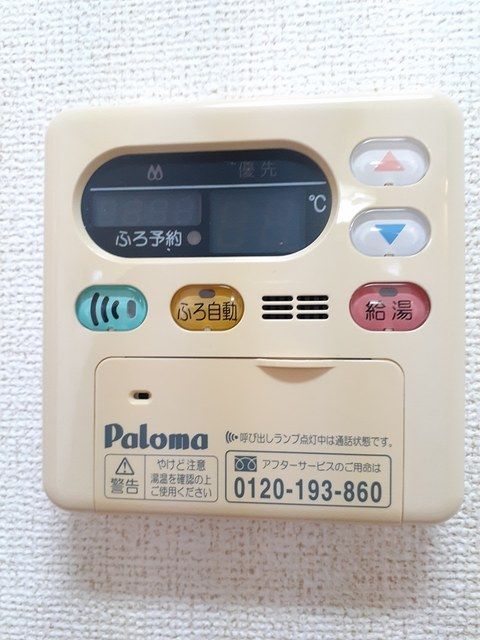 優先
℃
ふろ予約
ふろ自動
給湯
Paloma
呼び出しランプ点灯中は通話状態です。
警告
やけど注意
湯温を確認の上
ご使用ください
アフターサービスのご用は
0120-193-860